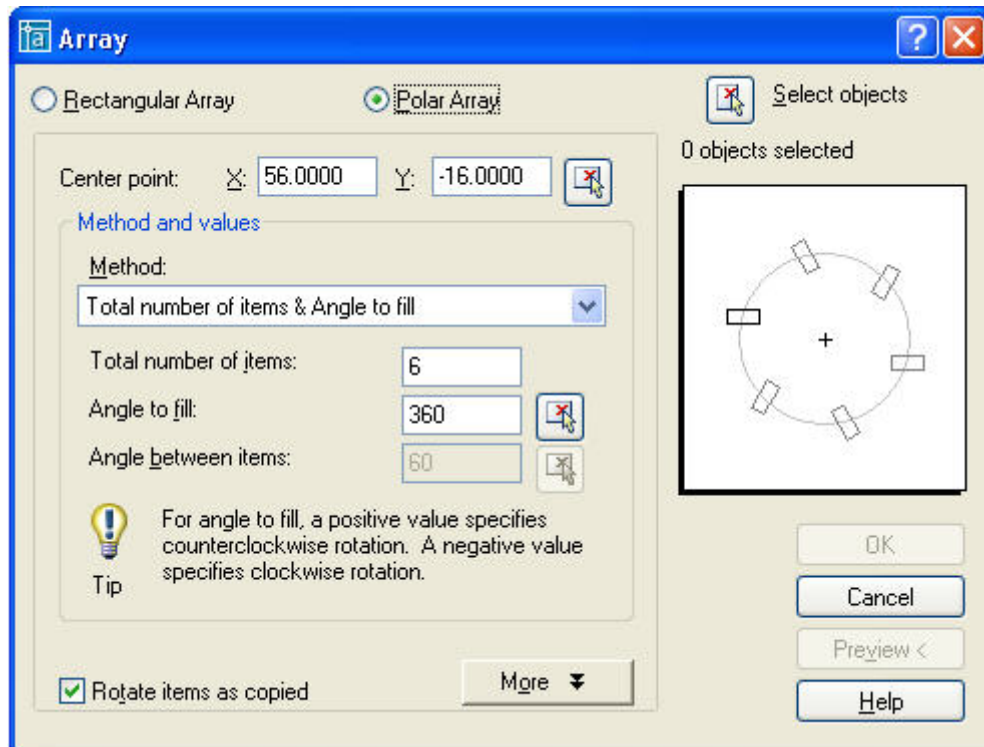 Array
Rectangular Array
Polar Array
Select objects
0 objects selected
Center point:
X: 56.0000
Y: -16.0000
Method and values
Method:
Total number of items & Angle to fill
Total number of items: 6
Angle to fill: 360
Angle between items: 60
Tip
For angle to fill, a positive value specifies
counterclockwise rotation. A negative value
specifies clockwise rotation.
Rotate items as copied
More
OK
Cancel
Preview <
Help